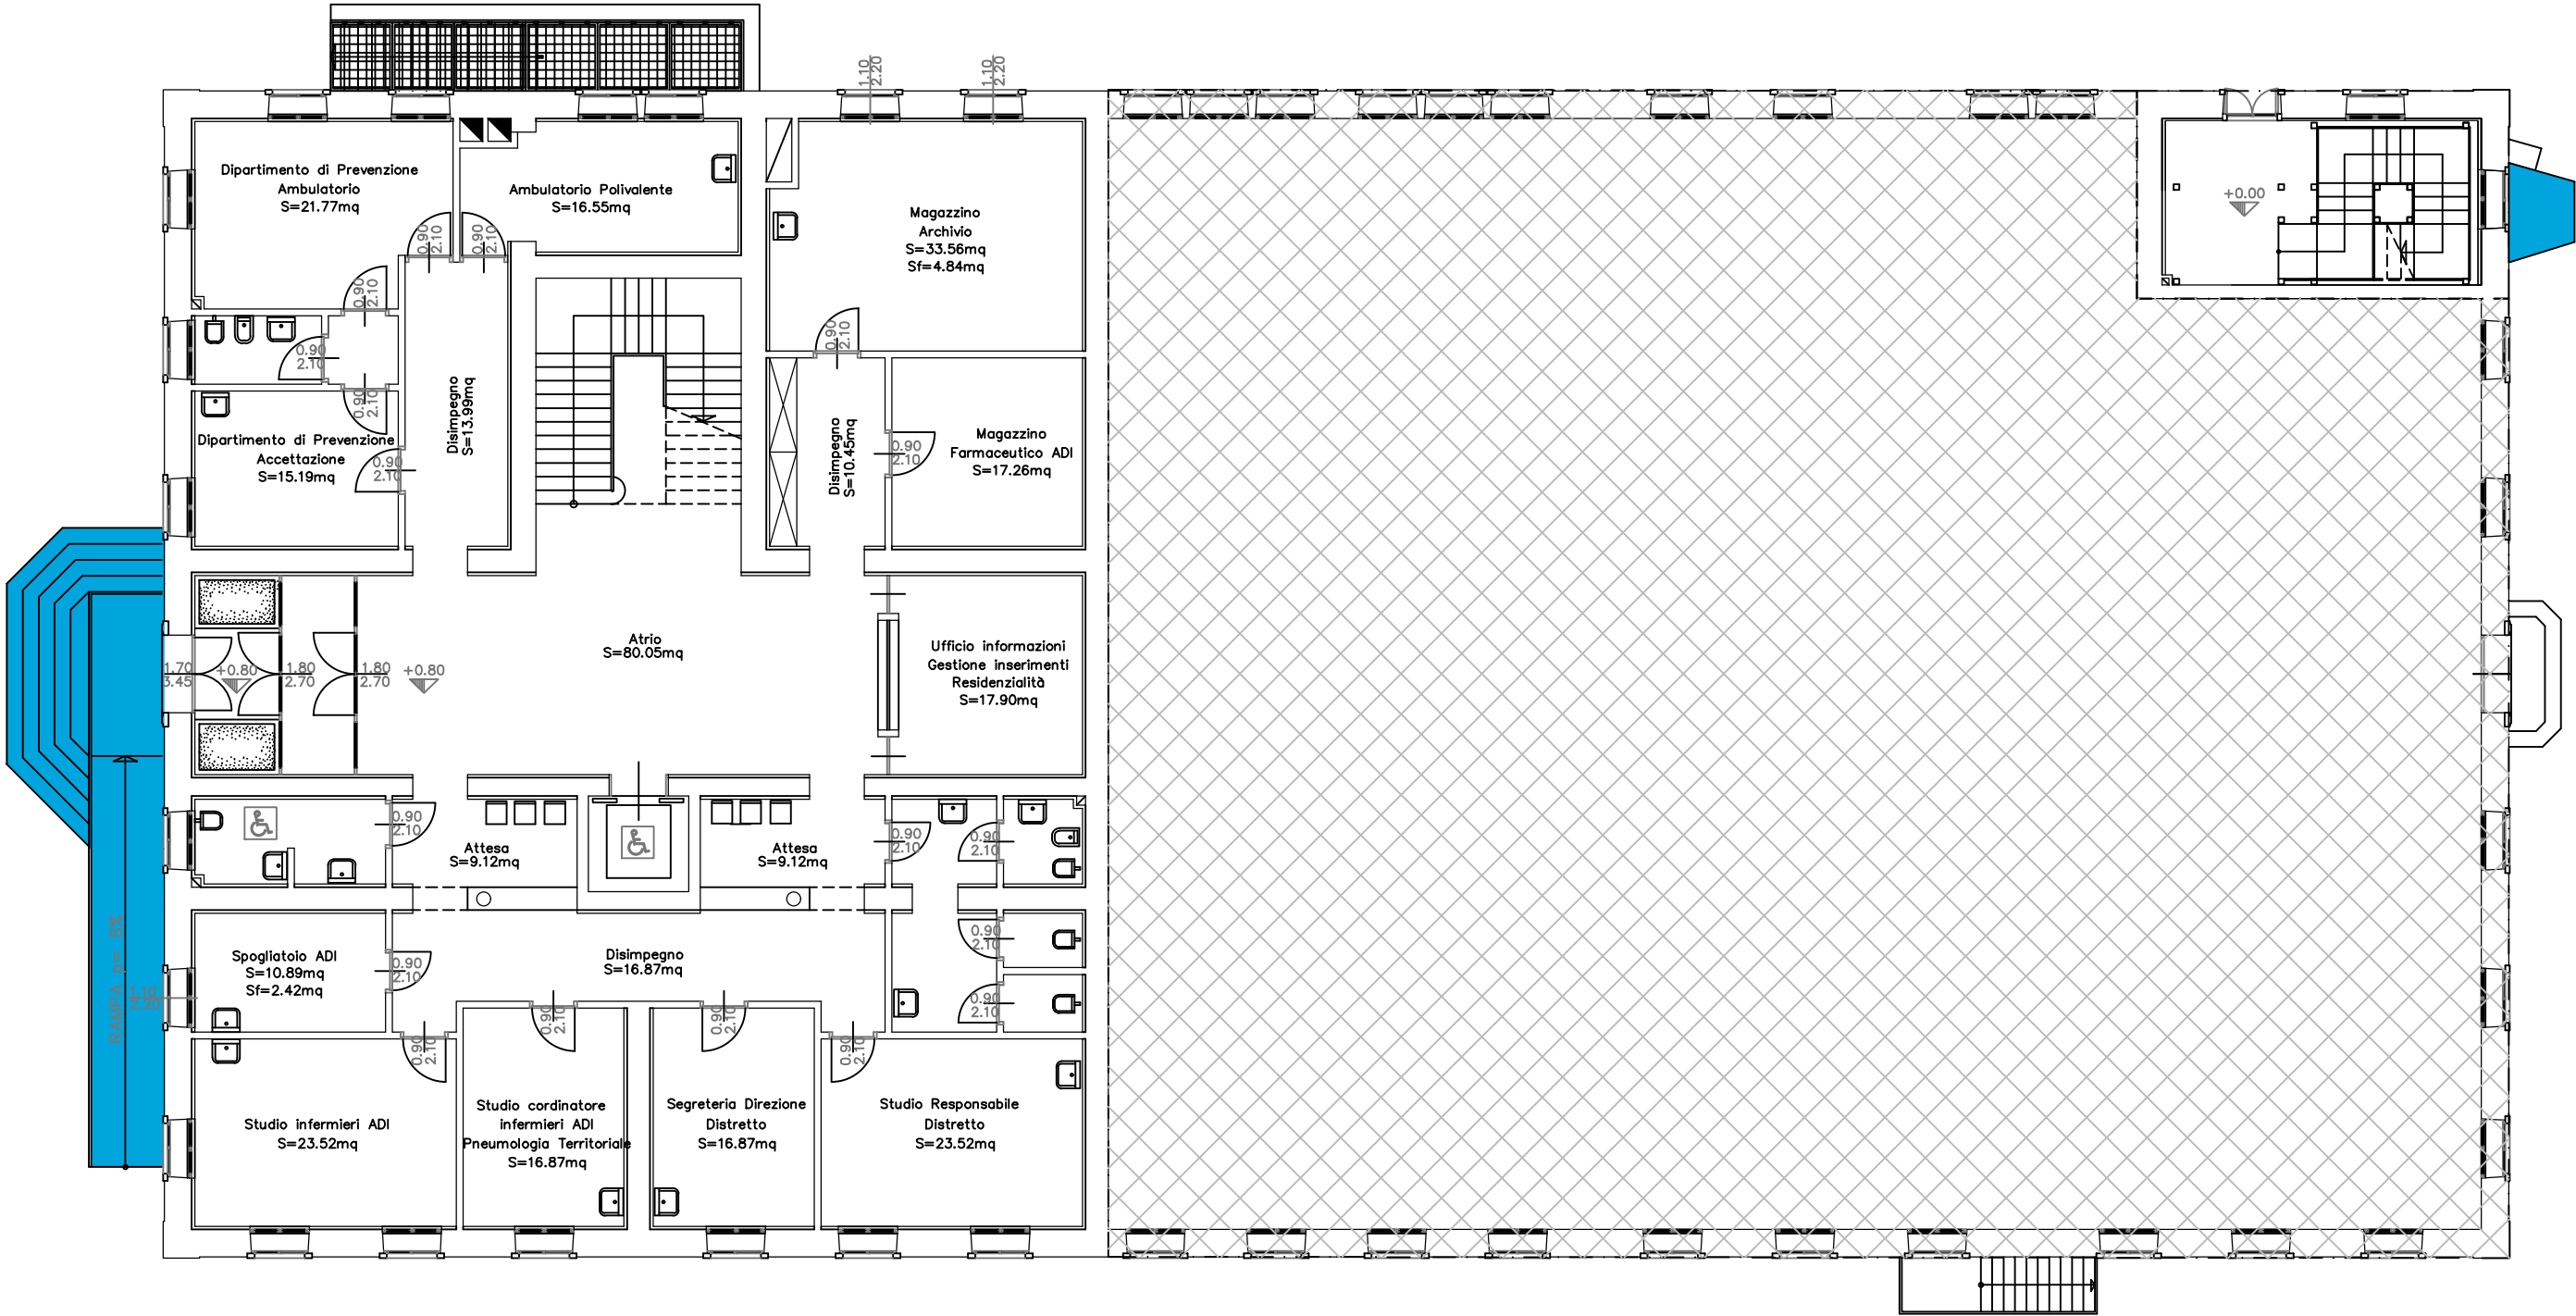 1.10
2.20
1.10
2.20
Dipartimento di Prevenzione
Ambulatorio
S=21.77mq
Ambulatorio Polivalente
S=16.55mq
Magazzino
Archivio
S=33.56mq
Sf=4.84mq
+0.00
0.90
2.10
0.90
2.10
0.90
2.10
0.90
2.10
0.90
2.10
0.90
2.10
Disimpegno
S=13.99mq
Dipartimento di Prevenzione
Accettazione
S=15.19mq
0.90
2.10
Disimpegno
S=10.45mq
0.90
2.10
Magazzino
Farmaceutico ADI
S=17.26mq
Atrio
S=80.05mq
Ufficio informazioni
Gestione inserimenti
Residenzialità
S=17.90mq
1.70
3.45
+0.80
1.80
2.70
1.80
2.70
+0.80
0.90
2.10
Attesa
S=9.12mq
Attesa
S=9.12mq
0.90
2.10
0.90
2.10
RAMPA p= 8%
1.10
2.20
Spogliatoio ADI
S=10.89mq
Sf=2.42mq
0.90
2.10
Disimpegno
S=16.87mq
0.90
2.10
0.90
2.10
0.90
2.10
0.90
2.10
0.90
2.10
0.90
2.10
Studio infermieri ADI
S=23.52mq
Studio cordinatore
infermieri ADI
Pneumologia Territoriale
S=16.87mq
Segreteria Direzione
Distretto
S=16.87mq
Studio Responsabile
Distretto
S=23.52mq